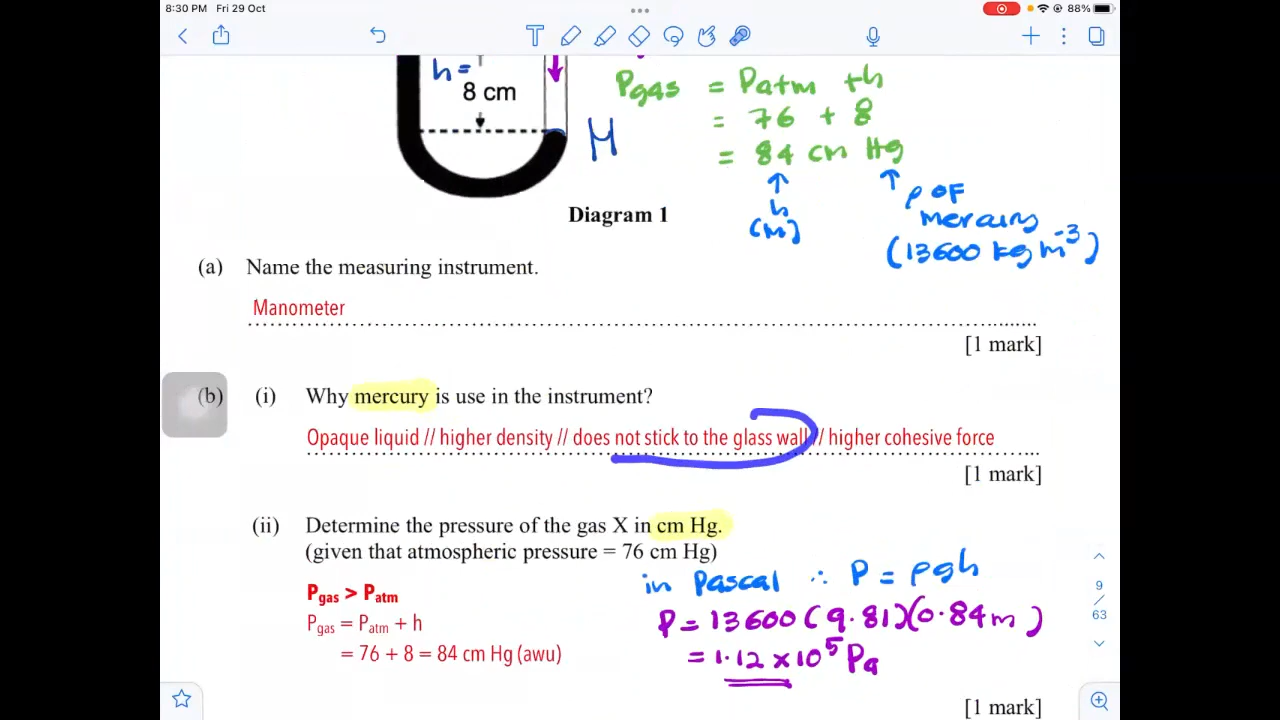 8:30 PM Fri 29 Oct
88%
h =
8 cm
H
Pgas = Patm + h
= 76 + 8
= 84 cm Hg
h
(m)
ρ of
mercury
(13600 kg m⁻³)
Diagram 1
(a) Name the measuring instrument.
Manometer
[1 mark]
(b) (i) Why mercury is use in the instrument?
Opaque liquid // higher density // does not stick to the glass wall // higher cohesive force
[1 mark]
(ii) Determine the pressure of the gas X in cm Hg.
(given that atmospheric pressure = 76 cm Hg)
in Pascal ∴ P = ρgh
Pgas > Patm
P = 13600 (9.81)(0.84m)
Pgas = Patm + h
= 76 + 8 = 84 cm Hg (awu)
= 1.12 × 10⁵ Pa
[1 mark]
9
63